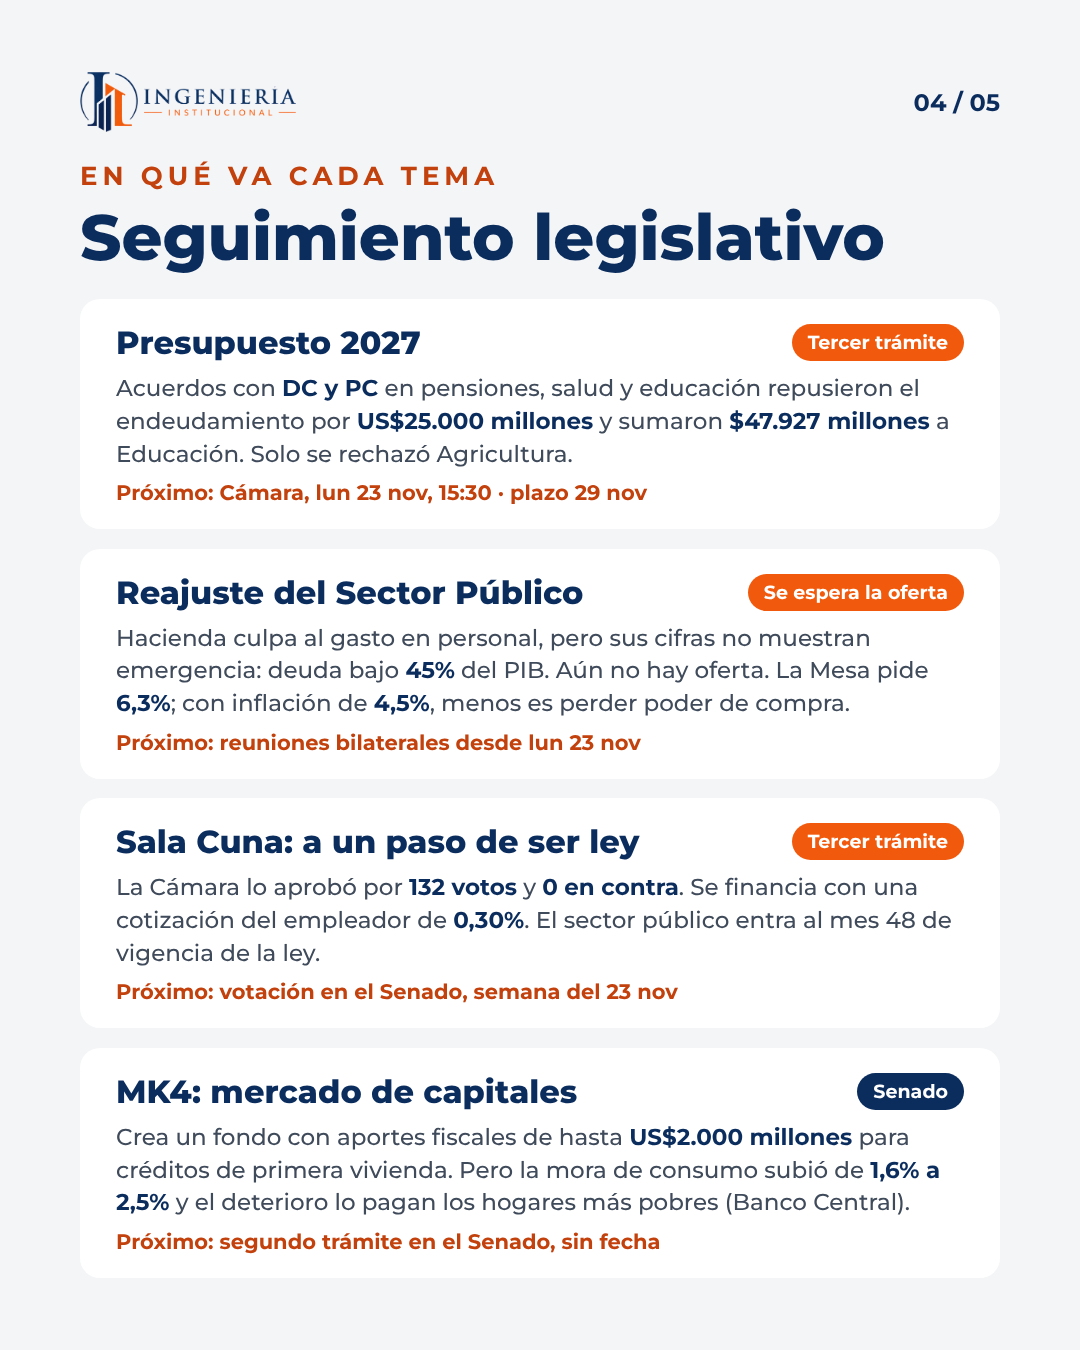 INGENIERIA
INSTITUCIONAL
04 / 05
EN QUÉ VA CADA TEMA
Seguimiento legislativo
Presupuesto 2027
Tercer trámite
Acuerdos con DC y PC en pensiones, salud y educación repusieron el
endeudamiento por US$25.000 millones y sumaron $47.927 millones a
Educación. Solo se rechazó Agricultura.
Próximo: Cámara, lun 23 nov, 15:30 · plazo 29 nov
Reajuste del Sector Público
Se espera la oferta
Hacienda culpa al gasto en personal, pero sus cifras no muestran
emergencia: deuda bajo 45% del PIB. Aún no hay oferta. La Mesa pide
6,3%; con inflación de 4,5%, menos es perder poder de compra.
Próximo: reuniones bilaterales desde lun 23 nov
Sala Cuna: a un paso de ser ley
Tercer trámite
La Cámara lo aprobó por 132 votos y 0 en contra. Se financia con una
cotización del empleador de 0,30%. El sector público entra al mes 48 de
vigencia de la ley.
Próximo: votación en el Senado, semana del 23 nov
MK4: mercado de capitales
Senado
Crea un fondo con aportes fiscales de hasta US$2.000 millones para
créditos de primera vivienda. Pero la mora de consumo subió de 1,6% a
2,5% y el deterioro lo pagan los hogares más pobres (Banco Central).
Próximo: segundo trámite en el Senado, sin fecha